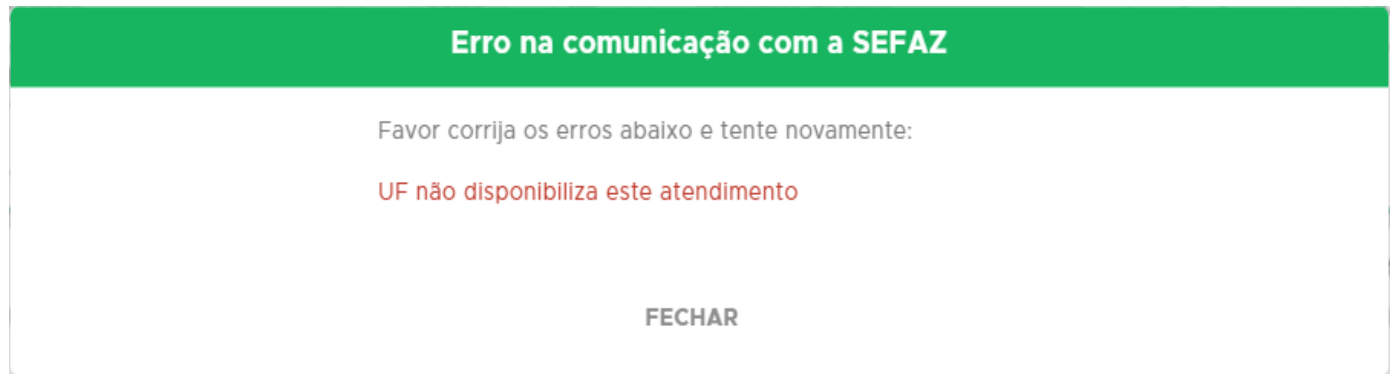 Erro na comunicação com a SEFAZ
Favor corrija os erros abaixo e tente novamente:
UF não disponibiliza este atendimento
FECHAR